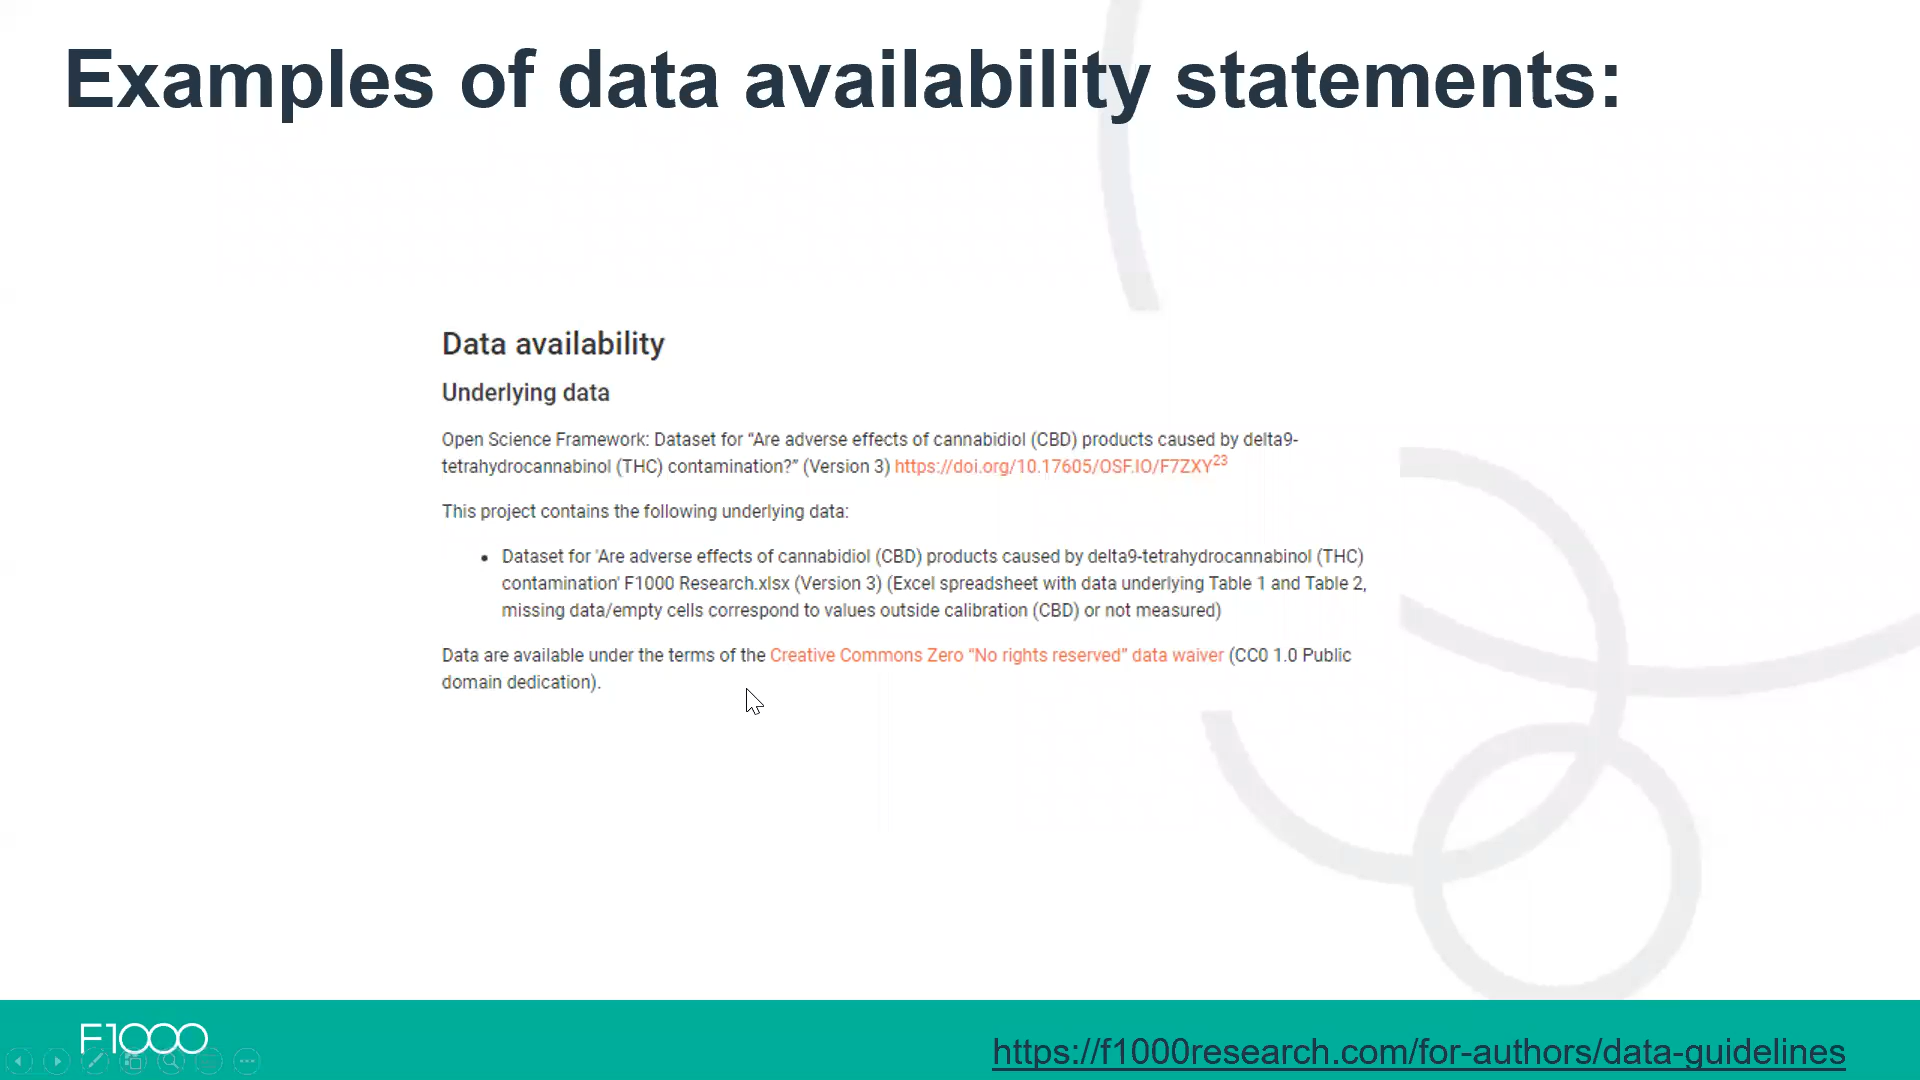 Examples of data availability statements:
Data availability
Underlying data
Open Science Framework: Dataset for “Are adverse effects of cannabidiol (CBD) products caused by delta9-
tetrahydrocannabinol (THC) contamination?” (Version 3) https://doi.org/10.17605/OSF.IO/F7ZXY23
This project contains the following underlying data:
• Dataset for 'Are adverse effects of cannabidiol (CBD) products caused by delta9-tetrahydrocannabinol (THC)
contamination' F1000 Research.xlsx (Version 3) (Excel spreadsheet with data underlying Table 1 and Table 2,
missing data/empty cells correspond to values outside calibration (CBD) or not measured)
Data are available under the terms of the Creative Commons Zero “No rights reserved” data waiver (CC0 1.0 Public
domain dedication).
F1000
https://f1000research.com/for-authors/data-guidelines